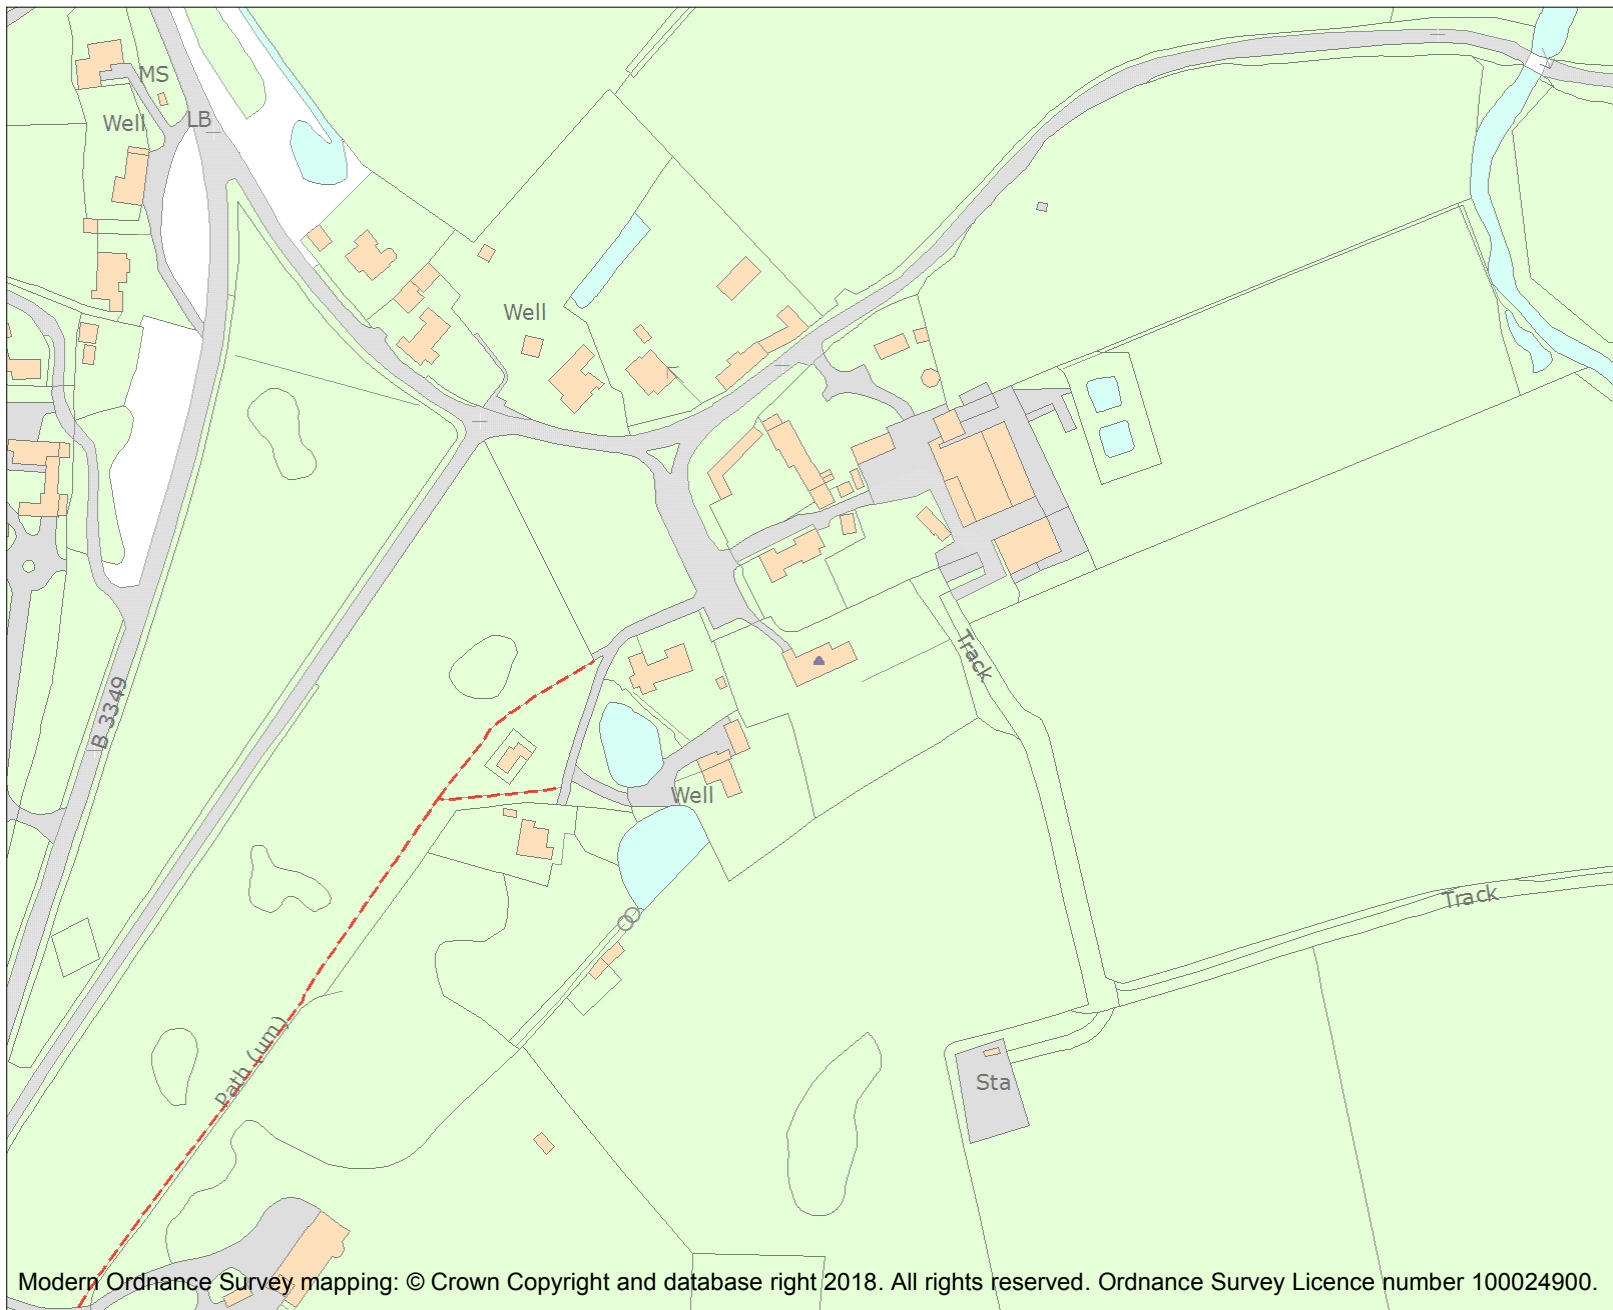 MS
LB
Well
Well
Track
B 3349
Well
Track
Path (um)
Sta
Modern Ordnance Survey mapping: © Crown Copyright and database right 2018. All rights reserved. Ordnance Survey Licence number 100024900.